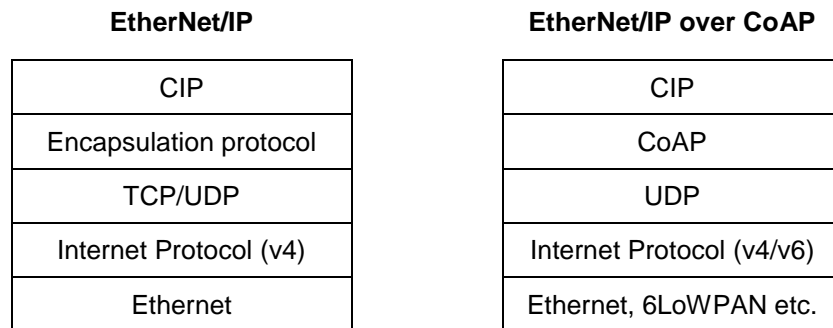 EtherNet/IP
CIP
Encapsulation protocol
TCP/UDP
Internet Protocol (v4)
Ethernet
EtherNet/IP over CoAP
CIP
CoAP
UDP
Internet Protocol (v4/v6)
Ethernet, 6LoWPAN etc.